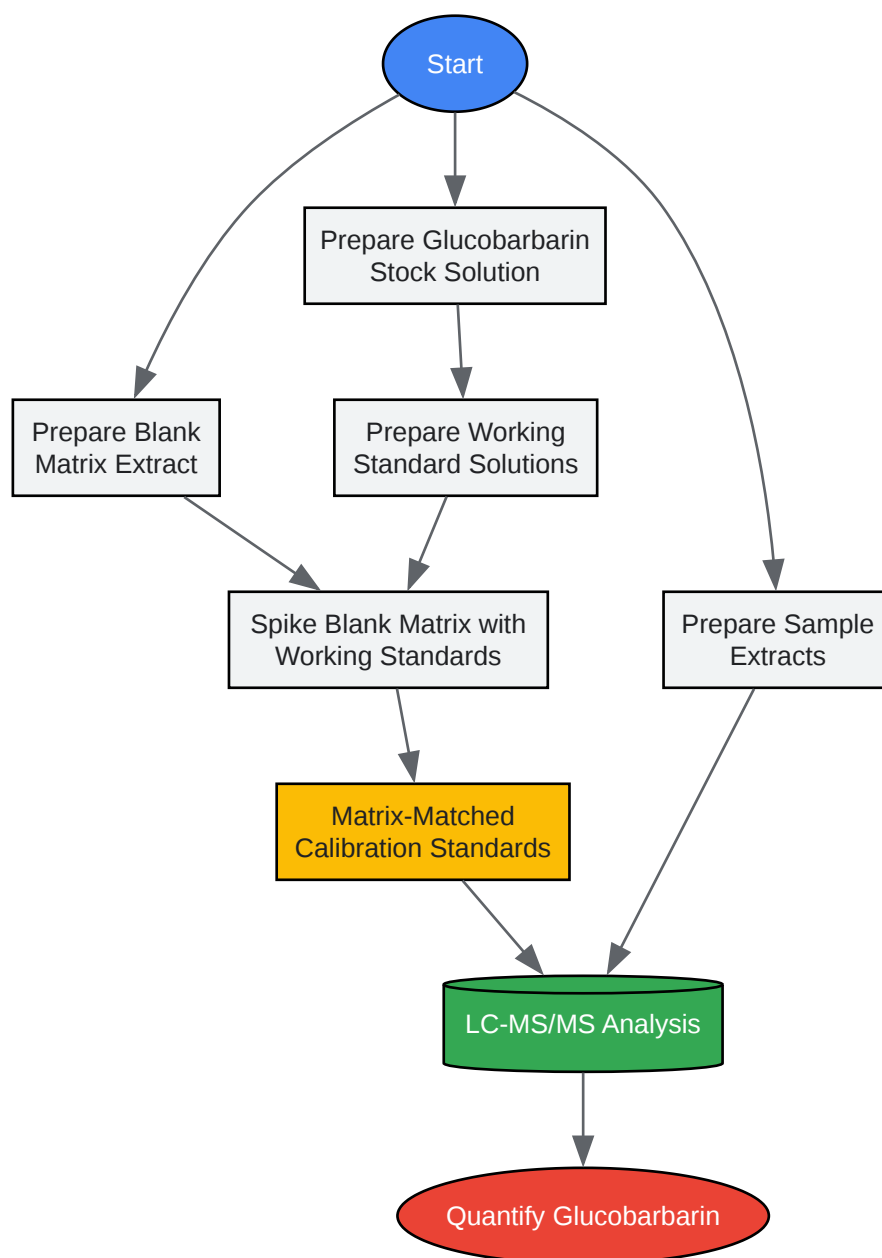 Start
Prepare Glucobarbarin
Stock Solution
Prepare Blank
Matrix Extract
Prepare Working
Standard Solutions
Spike Blank Matrix with
Working Standards
Prepare Sample
Extracts
Matrix-Matched
Calibration Standards
LC-MS/MS Analysis
Quantify Glucobarbarin